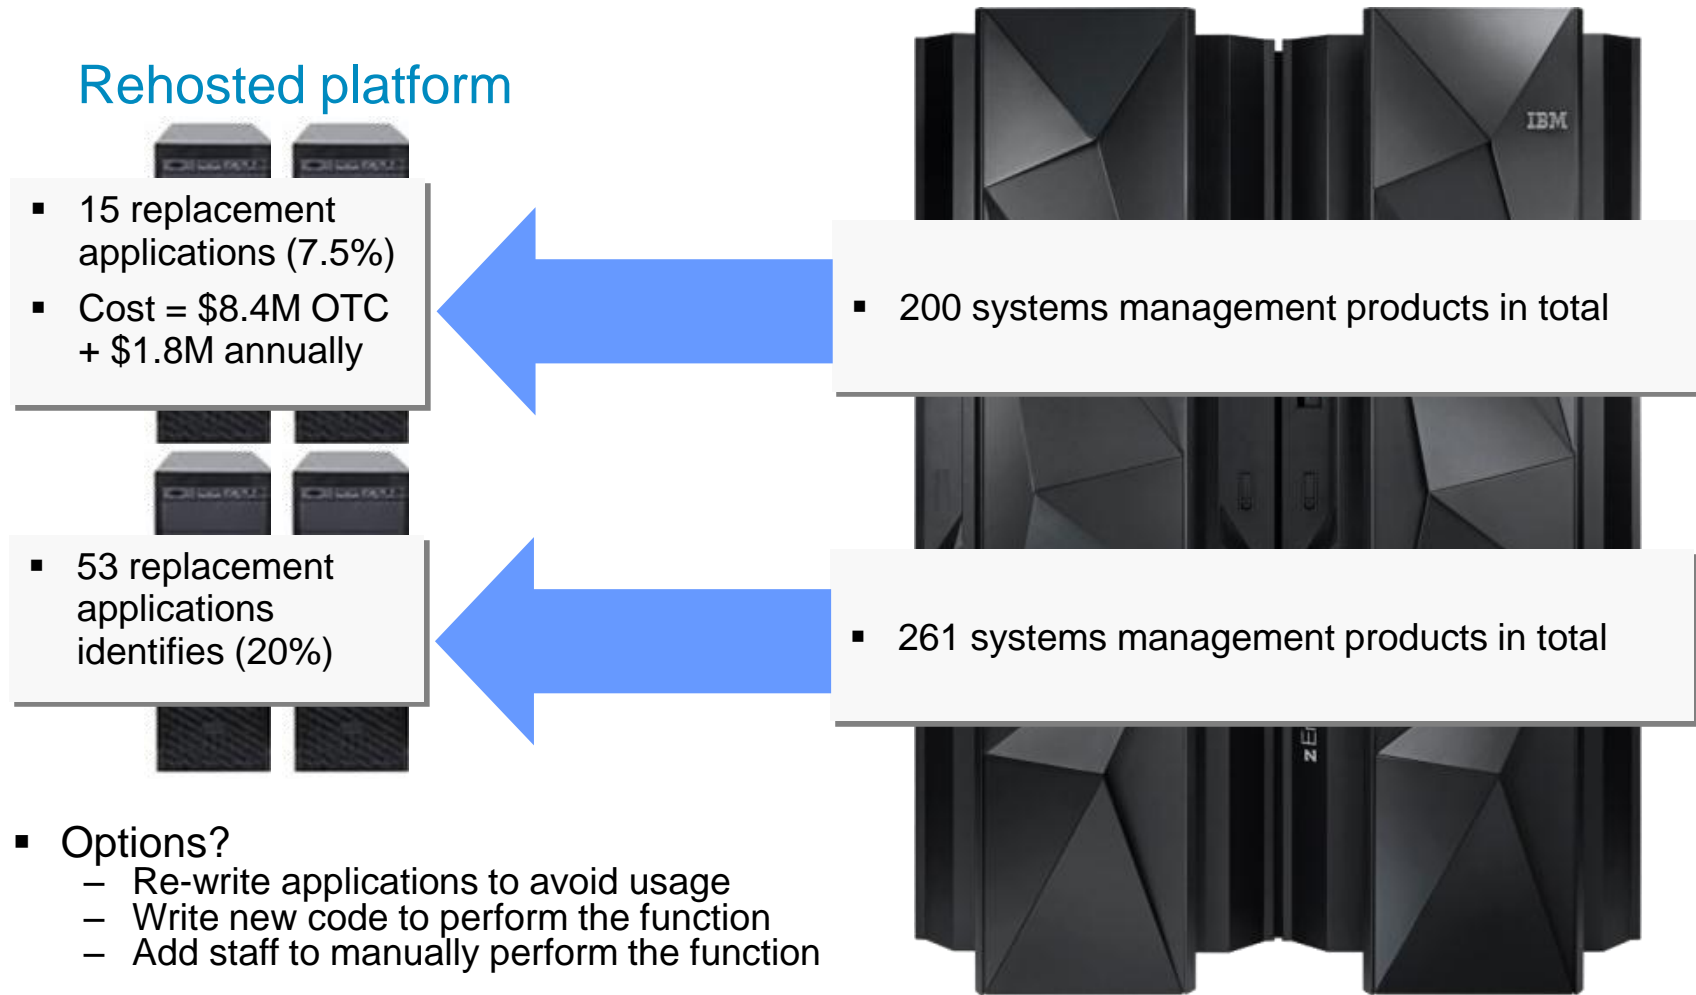 Rehosted platform
IBM
▪ 15 replacement
applications (7.5%)
▪ Cost = $8.4M OTC
+ $1.8M annually
▪ 200 systems management products in total
▪ 53 replacement
applications
identifies (20%)
▪ 261 systems management products in total
▪ Options?
– Re-write applications to avoid usage
– Write new code to perform the function
– Add staff to manually perform the function